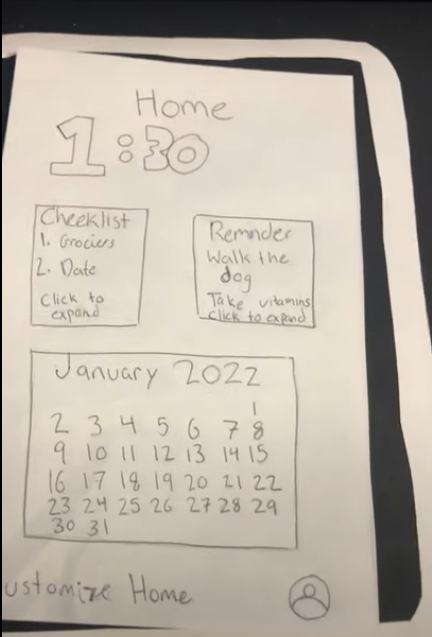 Home
1:30
Checklist
1. Grociers
2. Date
Click to
expand
Remnder
Walk the
dog
Take vitamins
click to expand
January 2022
1
2 3 4 5 6 7 8
9 10 11 12 13 14 15
16 17 18 19 20 21 22
23 24 25 26 27 28 29
30 31
ustomize Home